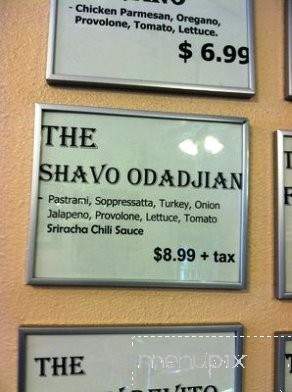 - Chicken Parmesan, Oregano,
Provolone, Tomato, Lettuce.
$ 6.99
THE
SHAVO ODADJIAN
- Pastrami, Soppressatta, Turkey, Onion
Jalapeno, Provolone, Lettuce, Tomato
Sriracha Chili Sauce
$8.99 + tax
THE
menupix